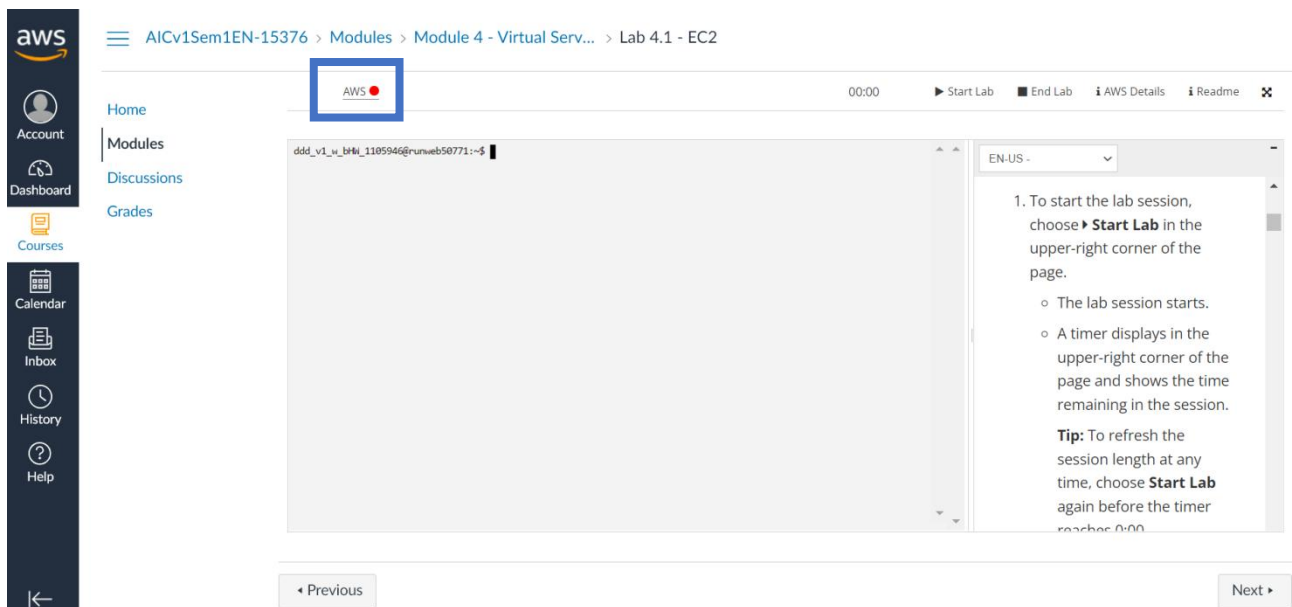 aws
AICv1Sem1EN-15376 > Modules > Module 4 - Virtual Serv... > Lab 4.1 - EC2
Account
Dashboard
Courses
Calendar
Inbox
History
Help
Home
Modules
Discussions
Grades
AWS
00:00
Start Lab
End Lab
AWS Details
Readme
ddd_v1_w_bHW_1105946@runweb50771:~$
EN-US -
1. To start the lab session,
choose Start Lab in the
upper-right corner of the
page.
The lab session starts.
A timer displays in the
upper-right corner of the
page and shows the time
remaining in the session.
Tip: To refresh the
session length at any
time, choose Start Lab
again before the timer
reaches 0:00
Previous
Next